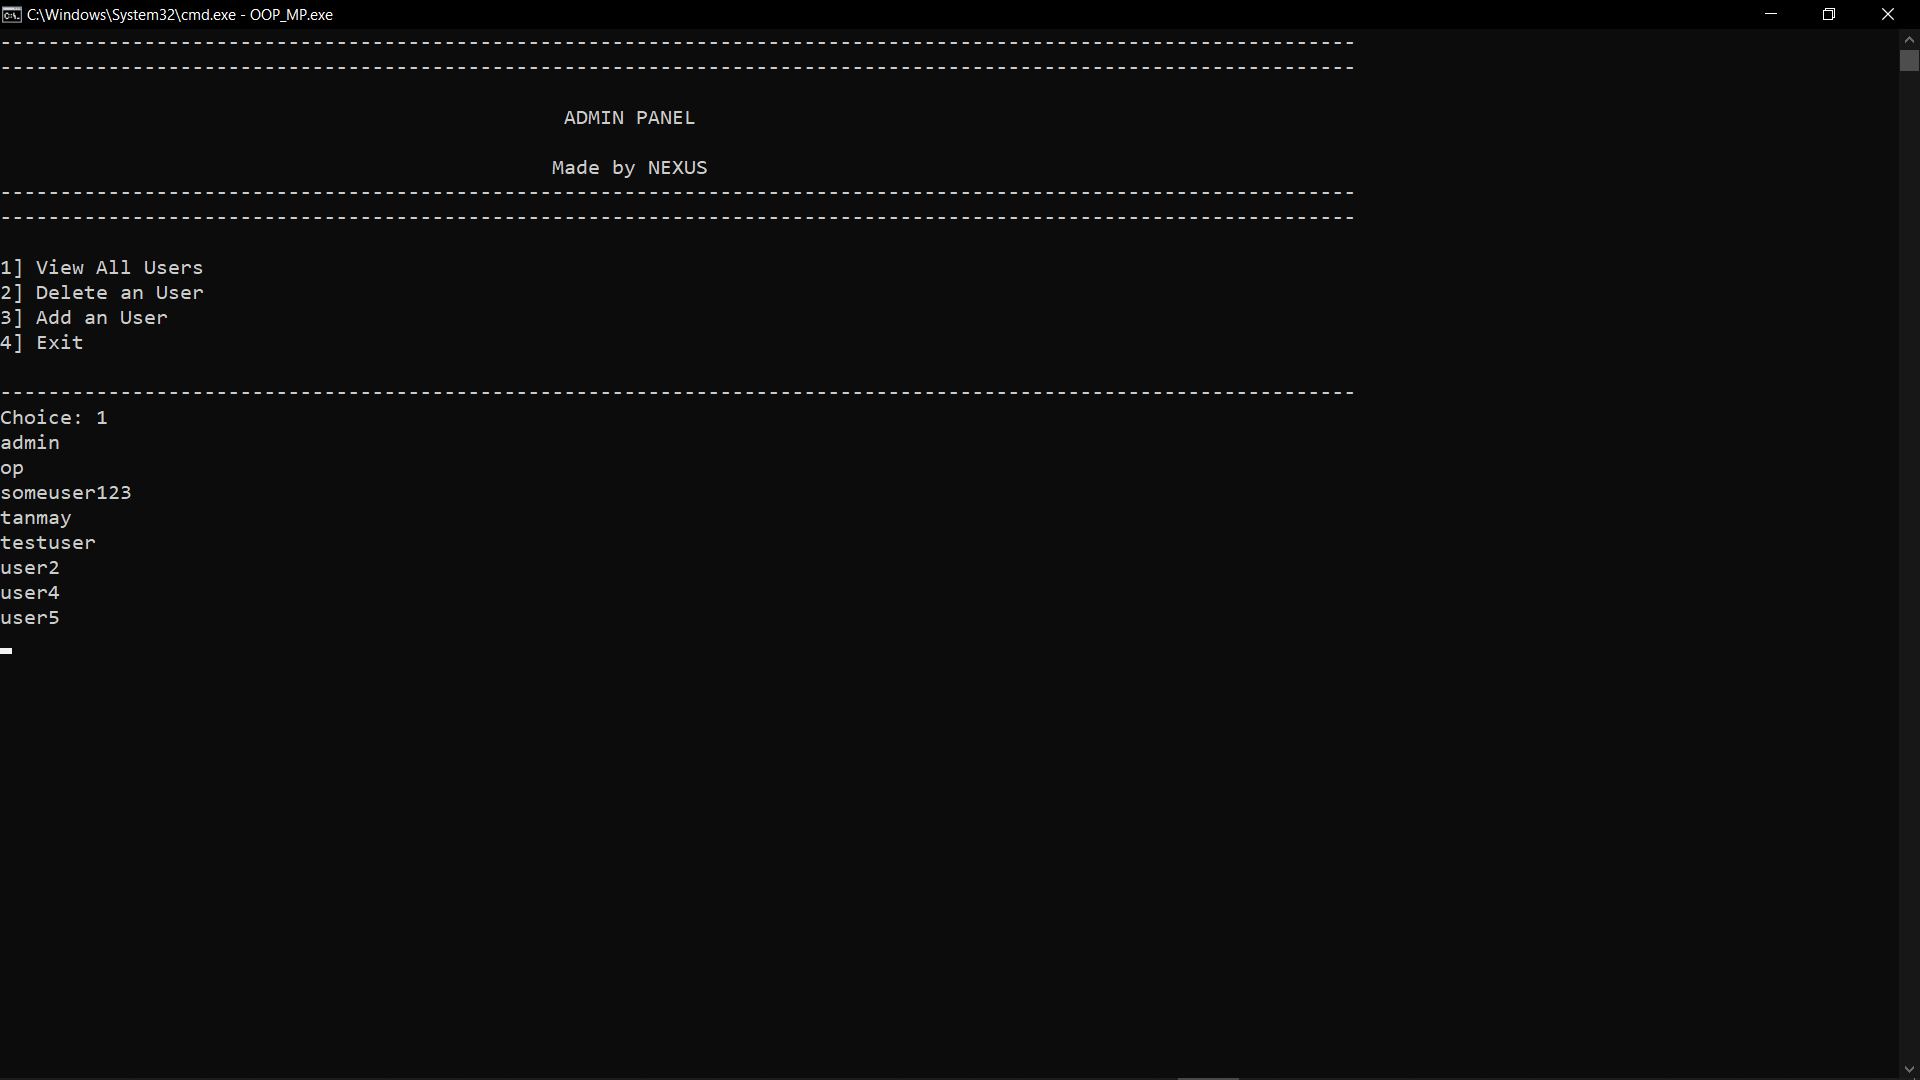 C:\Windows\System32\cmd.exe - OOP_MP.exe
-----------------------------------------------------------------------------------------------------------------
-----------------------------------------------------------------------------------------------------------------
ADMIN PANEL
Made by NEXUS
-----------------------------------------------------------------------------------------------------------------
-----------------------------------------------------------------------------------------------------------------
1] View All Users
2] Delete an User
3] Add an User
4] Exit
-----------------------------------------------------------------------------------------------------------------
Choice: 1
admin
op
someuser123
tanmay
testuser
user2
user4
user5